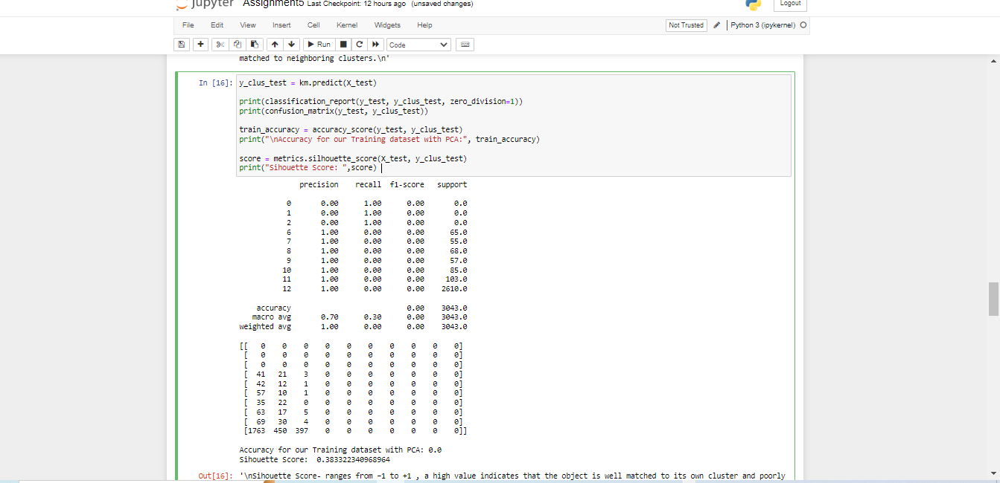 jupyter Assignment5 Last Checkpoint: 12 hours ago (unsaved changes)
Logout
File Edit View Insert Cell Kernel Widgets Help
Not Trusted
Python 3 (ipykernel)
Run
Code
matched to neighboring clusters.\n'
In [16]: y_clus_test = km.predict(X_test)
print(classification_report(y_test, y_clus_test, zero_division=1))
print(confusion_matrix(y_test, y_clus_test))
train_accuracy = accuracy_score(y_test, y_clus_test)
print("\nAccuracy for our Training dataset with PCA:", train_accuracy)
score = metrics.silhouette_score(X_test, y_clus_test)
print("Sihouette Score: ",score)
precision recall f1-score support
0 0.00 1.00 0.00 0.0
1 0.00 1.00 0.00 0.0
2 0.00 1.00 0.00 0.0
6 1.00 0.00 0.00 65.0
7 1.00 0.00 0.00 55.0
8 1.00 0.00 0.00 68.0
9 1.00 0.00 0.00 57.0
10 1.00 0.00 0.00 85.0
11 1.00 0.00 0.00 103.0
12 1.00 0.00 0.00 2610.0
accuracy 0.00 3043.0
macro avg 0.70 0.30 0.00 3043.0
weighted avg 1.00 0.00 0.00 3043.0
[[ 0 0 0 0 0 0 0 0 0 0]
[ 0 0 0 0 0 0 0 0 0 0]
[ 0 0 0 0 0 0 0 0 0 0]
[ 41 21 3 0 0 0 0 0 0 0]
[ 42 12 1 0 0 0 0 0 0 0]
[ 57 10 1 0 0 0 0 0 0 0]
[ 35 22 0 0 0 0 0 0 0 0]
[ 63 17 5 0 0 0 0 0 0 0]
[ 69 30 4 0 0 0 0 0 0 0]
[1763 450 397 0 0 0 0 0 0 0]]
Accuracy for our Training dataset with PCA: 0.0
Sihouette Score: 0.383322340968964
Out[16]: '\nSihouette Score- ranges from −1 to +1 , a high value indicates that the object is well matched to its own cluster and poorly